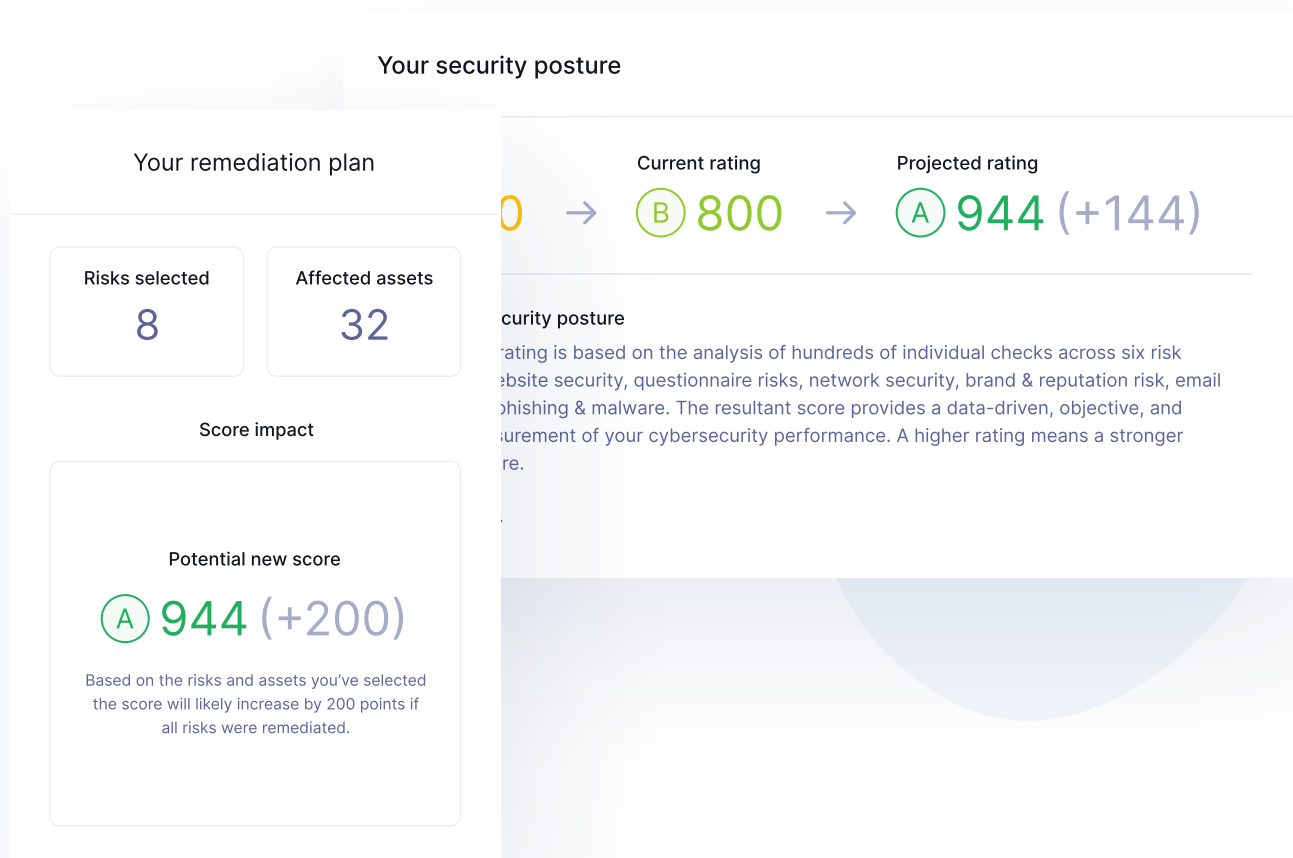 Your security posture
Your remediation plan
Risks selected
8
Affected assets
32
Score impact
Potential new score
A 944 (+200)
Based on the risks and assets you’ve selected
the score will likely increase by 200 points if
all risks were remediated.
0
Current rating
B 800
Projected rating
A 944 (+144)
curity posture
rating is based on the analysis of hundreds of individual checks across six risk
ebsite security, questionnaire risks, network security, brand & reputation risk, email
phishing & malware. The resultant score provides a data-driven, objective, and
surement of your cybersecurity performance. A higher rating means a stronger
re.